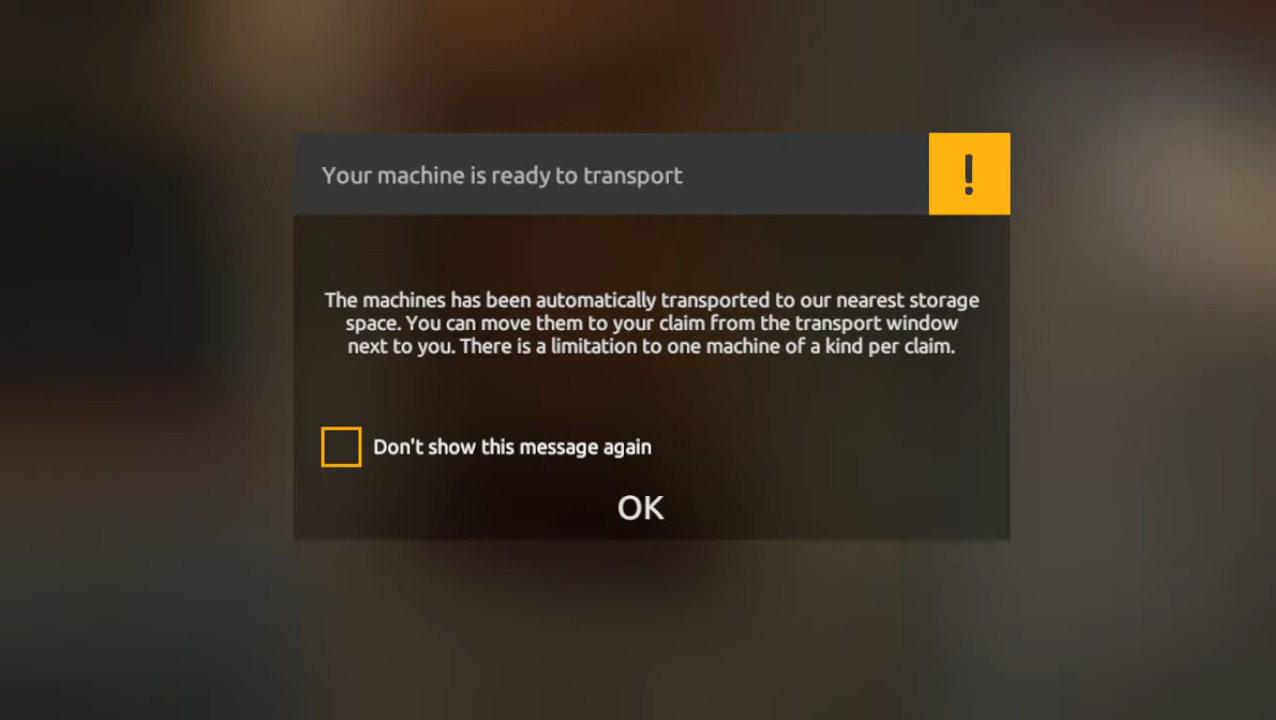 Your machine is ready to transport
!
The machines has been automatically transported to our nearest storage
space. You can move them to your claim from the transport window
next to you. There is a limitation to one machine of a kind per claim.
Don't show this message again
OK